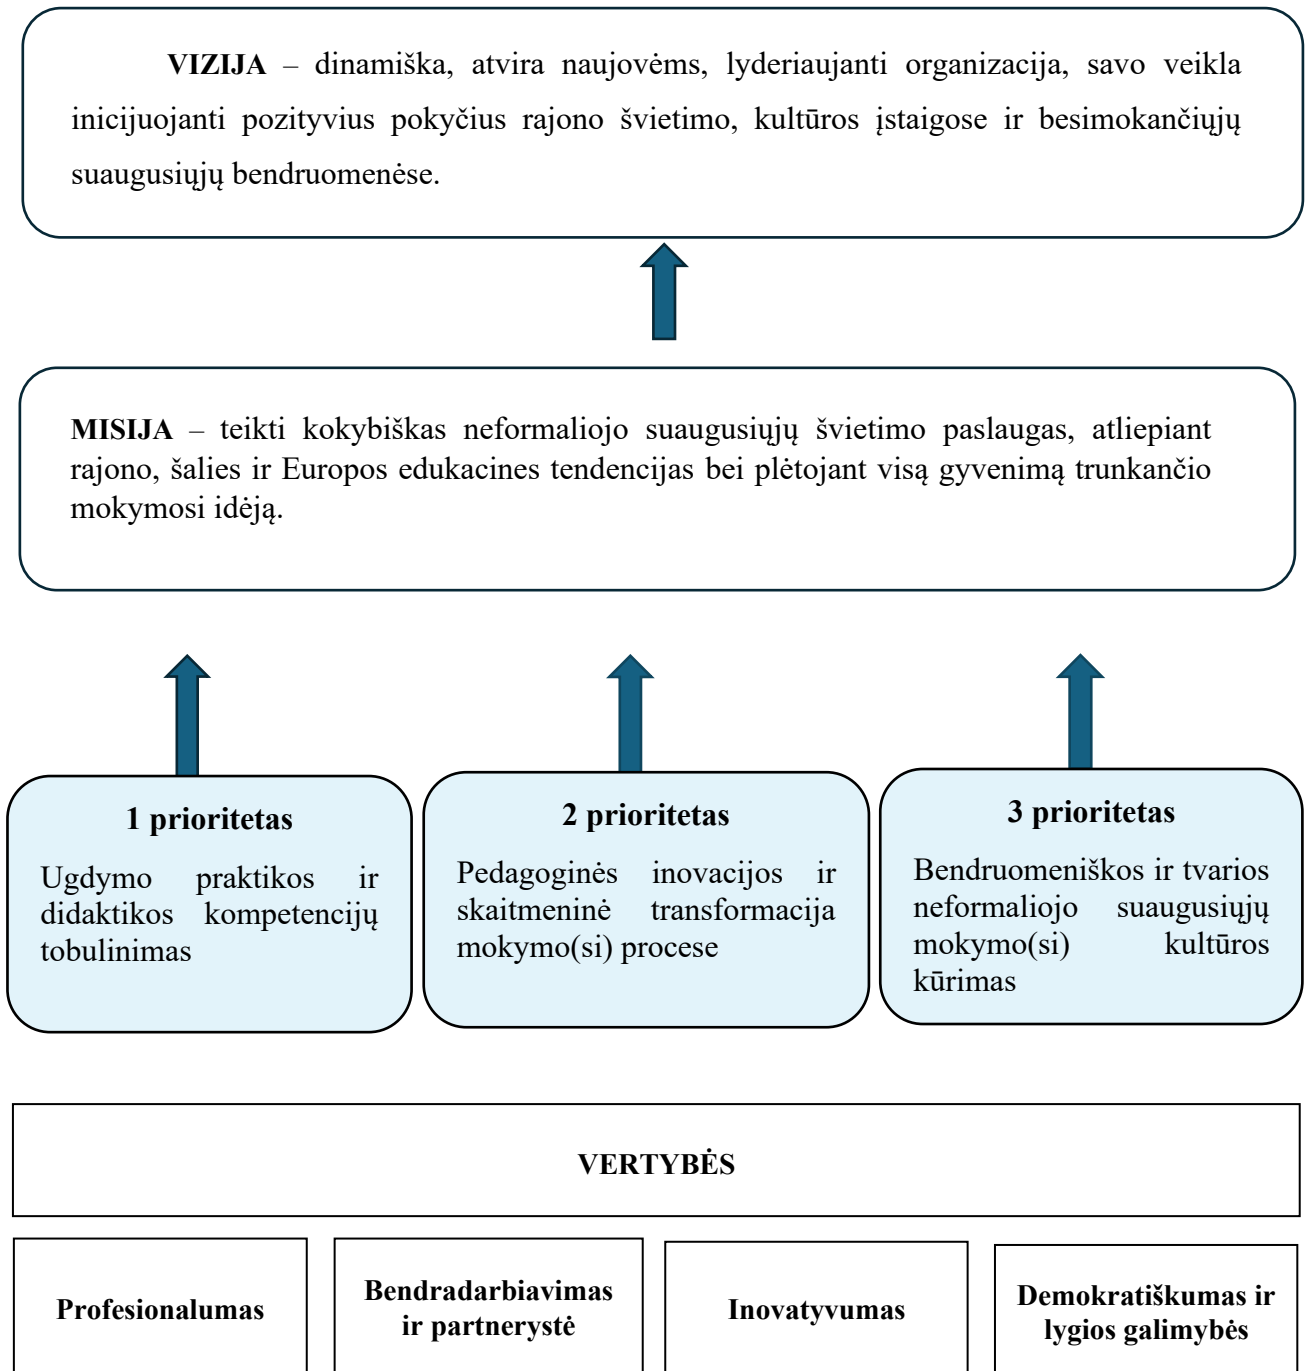 VIZIJA – dinamiška, atvira naujovėms, lyderiaujanti organizacija, savo veikla
inicijuojanti pozityvius pokyčius rajono švietimo, kultūros įstaigose ir besimokančiųjų
suaugusiųjų bendruomenėse.
MISIJA – teikti kokybiškas neformaliojo suaugusiųjų švietimo paslaugas, atliepiant
rajono, šalies ir Europos edukacines tendencijas bei plėtojant visą gyvenimą trunkančio
mokymosi idėją.
1 prioritetas
Ugdymo praktikos ir
didaktikos kompetencijų
tobulinimas
2 prioritetas
Pedagoginės inovacijos ir
skaitmeninė transformacija
mokymo(si) procese
3 prioritetas
Bendruomeniškos ir tvarios
neformaliojo suaugusiųjų
mokymo(si) kultūros
kūrimas
VERTYBĖS
Profesionalumas
Bendradarbiavimas
ir partnerystė
Inovatyvumas
Demokratiškumas ir
lygios galimybės